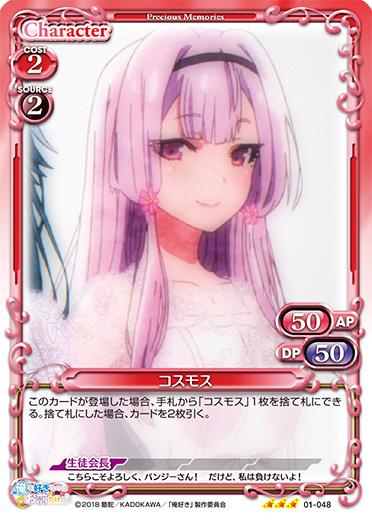 Precious Memories
Character
COST
2
SOURCE
2
50 AP
DP 50
コスモス
このカードが登場した場合、手札から「コスモス」1枚を捨て札にでき
る。捨て札にした場合、カードを2枚引く。
生徒会長
こちらこそよろしく、パンジーさん! だけど、私は負けないよ!
©2018 駱駝/KADOKAWA/「俺好き」製作委員会
01-048